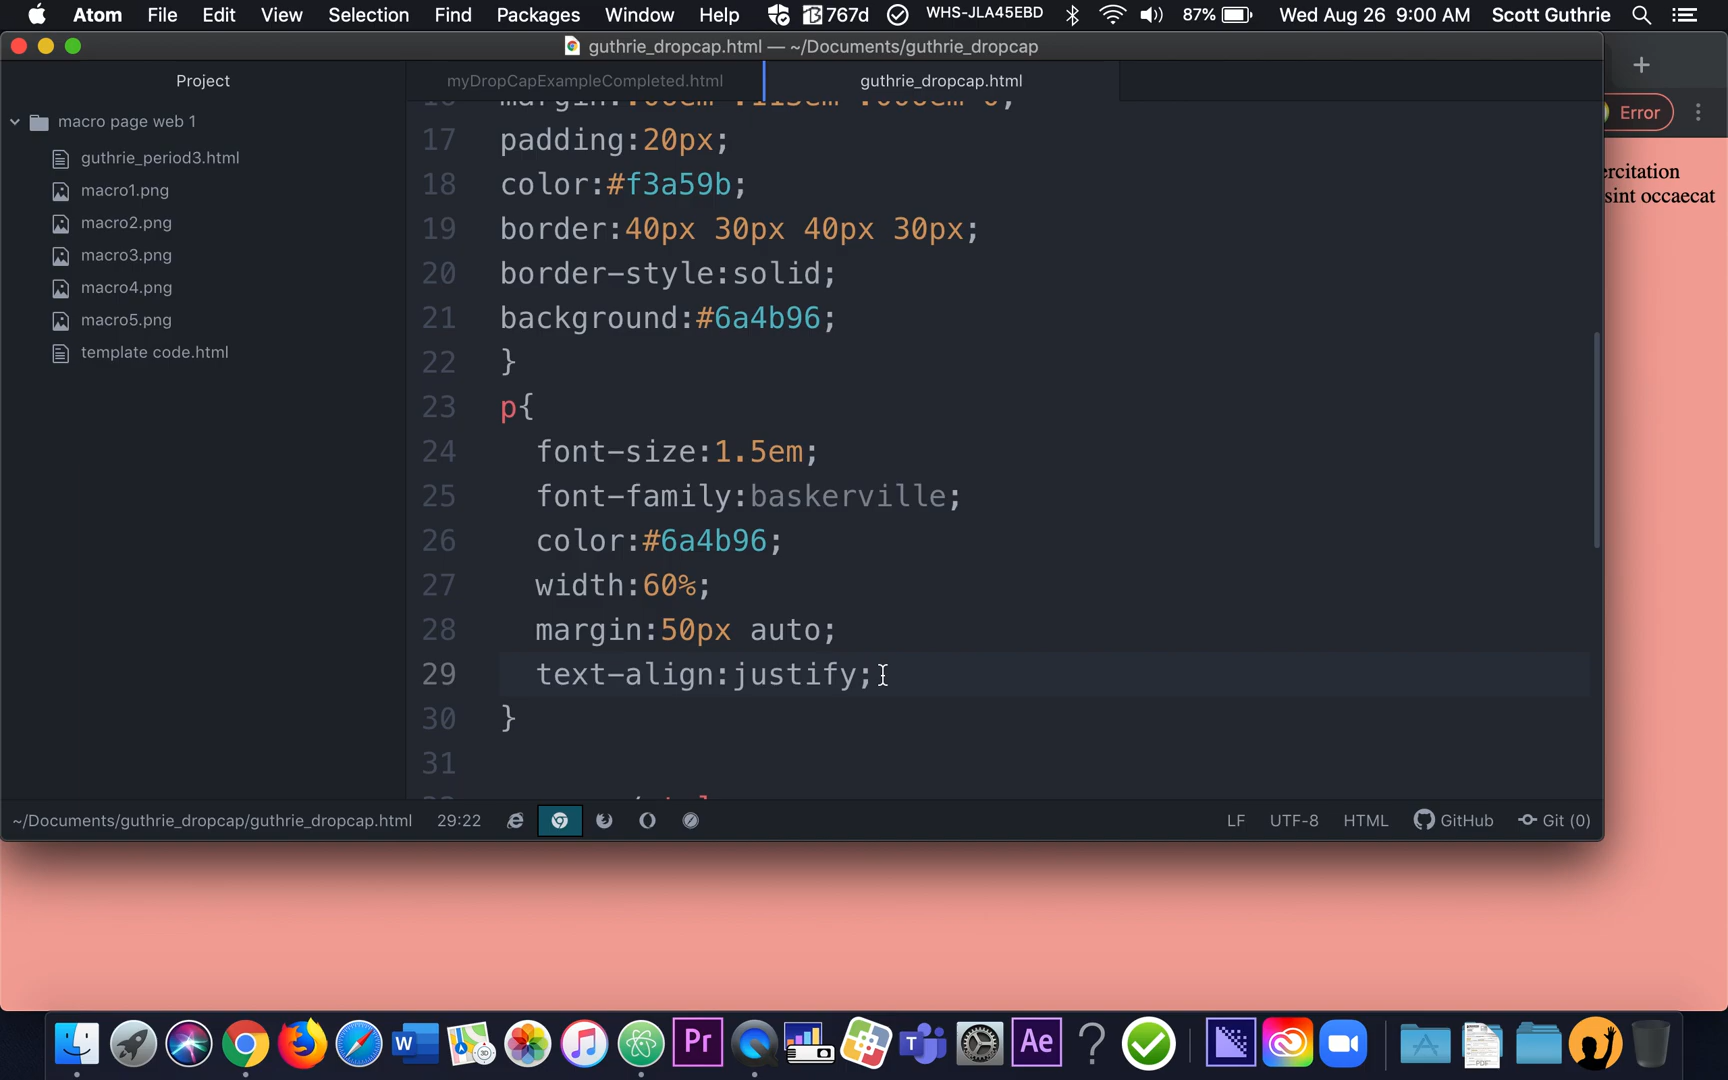 Atom File Edit View Selection Find Packages Window Help 767d WHS-JLA45EBD 87% Wed Aug 26 9:00 AM Scott Guthrie
guthrie_dropcap.html — ~/Documents/guthrie_dropcap
Project
myDropCapExampleCompleted.html
guthrie_dropcap.html
Error
macro page web 1
guthrie_period3.html
macro1.png
macro2.png
macro3.png
macro4.png
macro5.png
template code.html
17 padding:20px;
18 color:#f3a59b;
19 border:40px 30px 40px 30px;
20 border-style:solid;
21 background:#6a4b96;
22 }
23 p{
24 font-size:1.5em;
25 font-family:baskerville;
26 color:#6a4b96;
27 width:60%;
28 margin:50px auto;
29 text-align:justify;
30 }
31
ercitation
sint occaecat
~/Documents/guthrie_dropcap/guthrie_dropcap.html 29:22 LF UTF-8 HTML GitHub Git (0)
W 3D Pr T Ae ? PDF